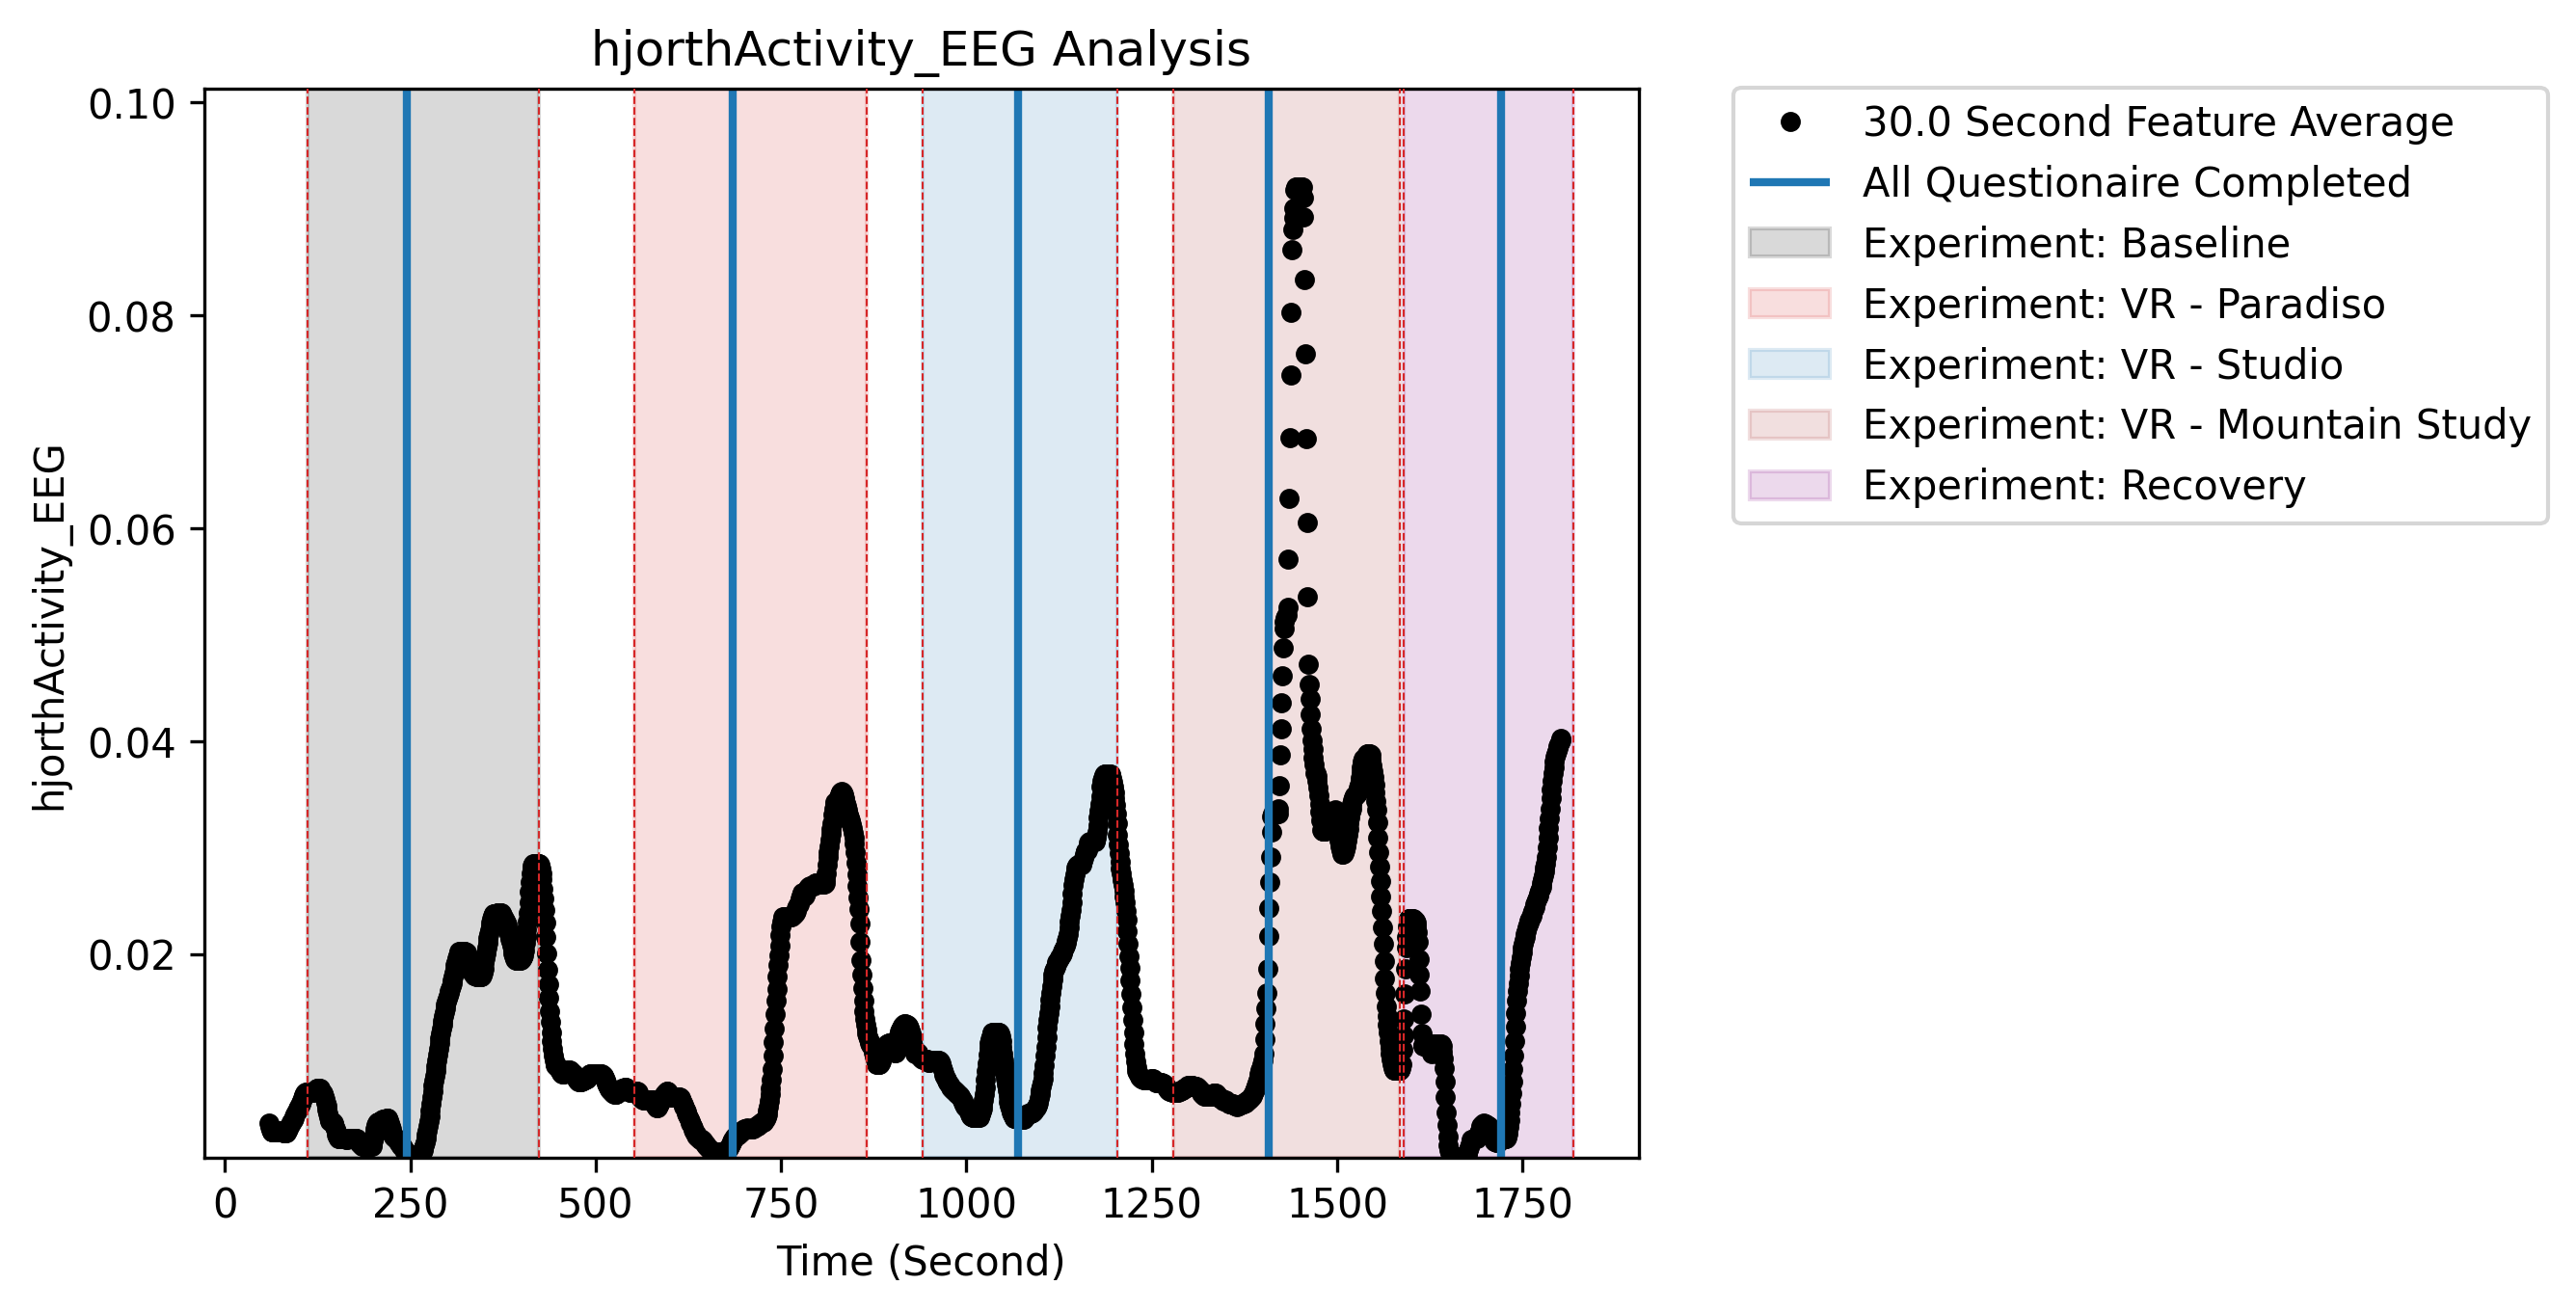 hjorthActivity_EEG Analysis
0.10
0.08
0.06
0.04
0.02
hjorthActivity_EEG
0 250 500 750 1000 1250 1500 1750
Time (Second)
30.0 Second Feature Average
All Questionaire Completed
Experiment: Baseline
Experiment: VR - Paradiso
Experiment: VR - Studio
Experiment: VR - Mountain Study
Experiment: Recovery